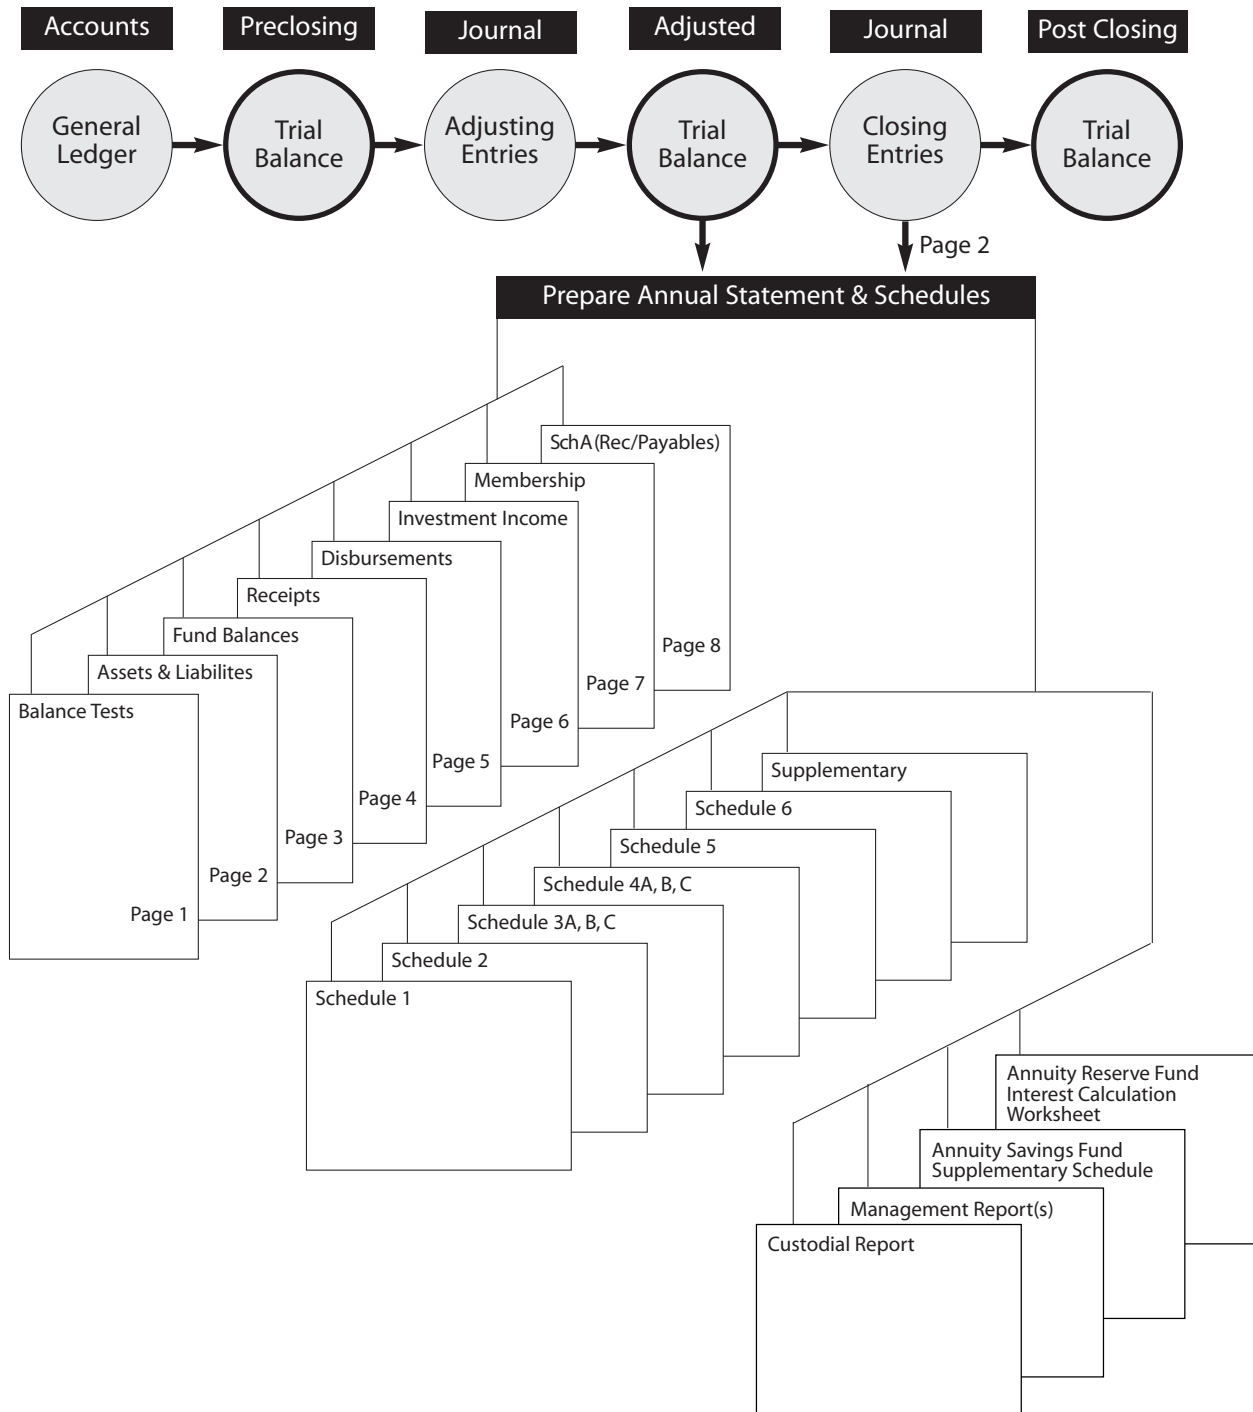 Accounts
Preclosing
Journal
Adjusted
Journal
Post Closing
General
Ledger
Trial
Balance
Adjusting
Entries
Trial
Balance
Closing
Entries
Trial
Balance
Page 2
Prepare Annual Statement & Schedules
SchA (Rec/Payables)
Membership
Investment Income
Disbursements
Receipts
Fund Balances
Assets & Liabilites
Balance Tests
Page 8
Page 7
Page 6
Page 5
Page 4
Page 3
Page 2
Page 1
Supplementary
Schedule 6
Schedule 5
Schedule 4A, B, C
Schedule 3A, B, C
Schedule 2
Schedule 1
Annuity Reserve Fund
Interest Calculation
Worksheet
Annuity Savings Fund
Supplementary Schedule
Management Report(s)
Custodial Report